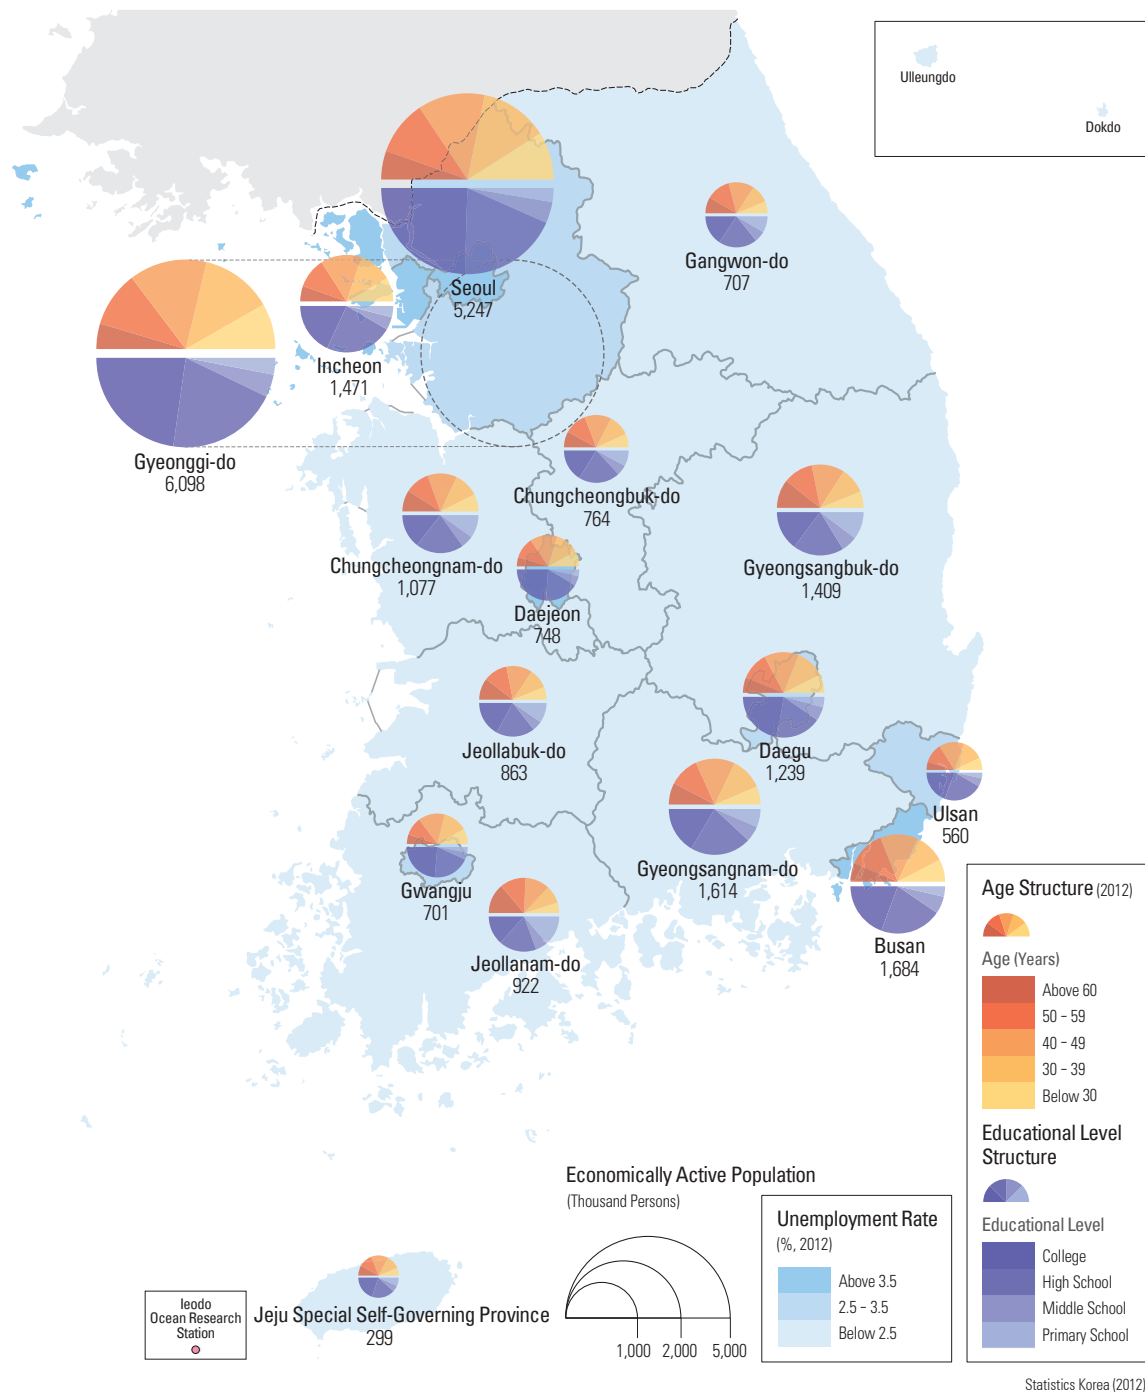 Ulleungdo
Dokdo
Gangwon-do
707
Seoul
5,247
Incheon
1,471
Gyeonggi-do
6,098
Chungcheongbuk-do
764
Chungcheongnam-do
1,077
Gyeongsangbuk-do
1,409
Daejeon
748
Jeollabuk-do
863
Daegu
1,239
Ulsan
560
Gyeongsangnam-do
1,614
Gwangju
701
Busan
1,684
Jeollanam-do
922
Jeju Special Self-Governing Province
299
Ieodo
Ocean Research
Station
Economically Active Population
(Thousand Persons)
1,000
2,000
5,000
Unemployment Rate
(%, 2012)
Above 3.5
2.5 – 3.5
Below 2.5
Age Structure (2012)
Age (Years)
Above 60
50 – 59
40 – 49
30 – 39
Below 30
Educational Level
Structure
Educational Level
College
High School
Middle School
Primary School
Statistics Korea (2012)